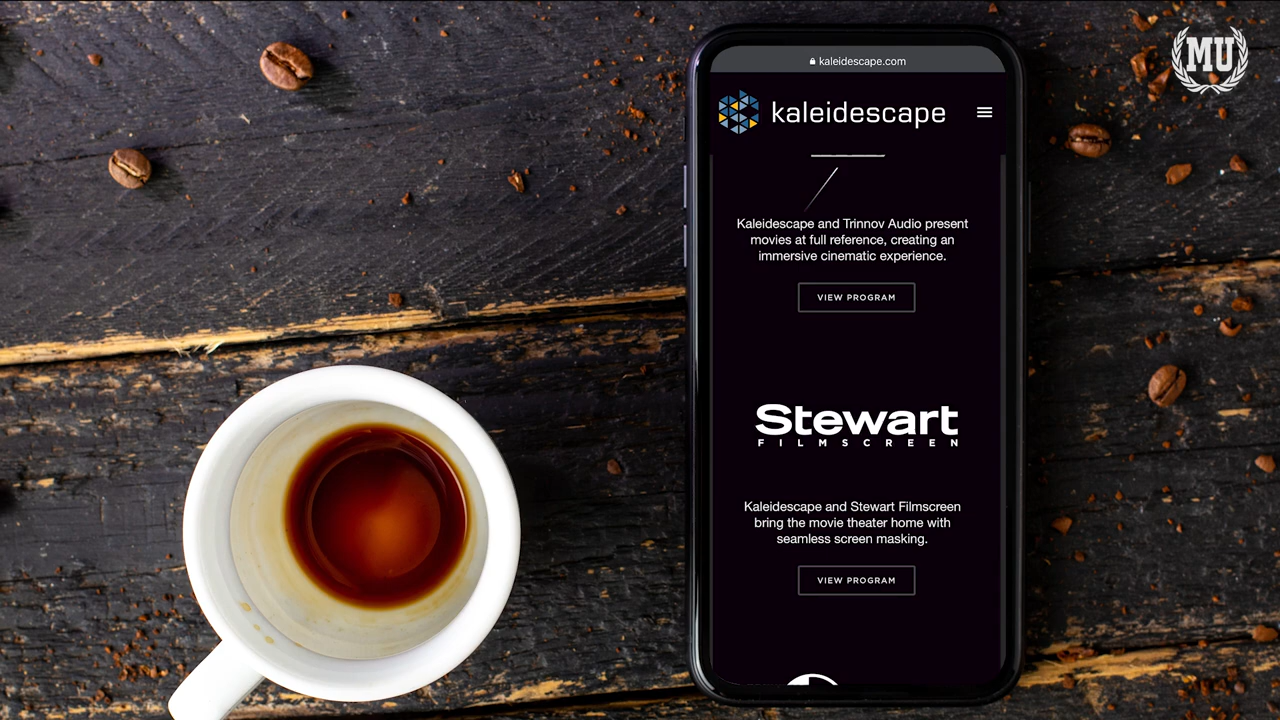 MU
kaleidescape.com
kaleidescape
Kaleidescape and Trinnov Audio present
movies at full reference, creating an
immersive cinematic experience.
VIEW PROGRAM
Stewart
FILMSCREEN
Kaleidescape and Stewart Filmscreen
bring the movie theater home with
seamless screen masking.
VIEW PROGRAM